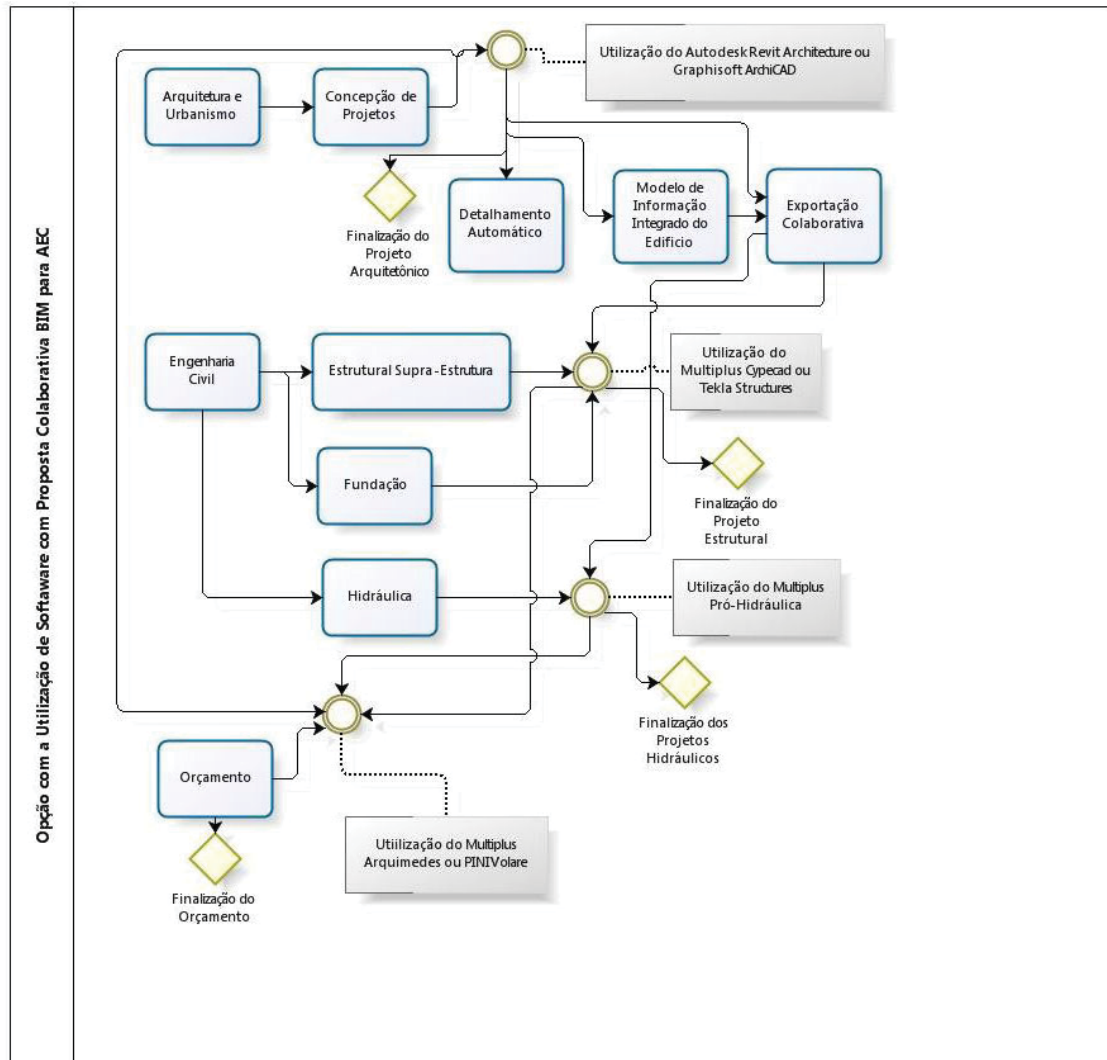 Opção com a Utilização de Softaware com Proposta Colaborativa BIM para AEC
Utilização do Autodesk Revit Architecture ou
Graphisoft ArchiCAD
Arquitetura e
Urbanismo
Concepção de
Projetos
Finalização do
Projeto
Arquitetônico
Detalhamento
Automático
Modelo de
Informação
Integrado do
Edificio
Exportação
Colaborativa
Engenharia
Civil
Estrutural Supra-Estrutura
Utilização do
Multiplus Cypecad ou
Tekla Structures
Fundação
Finalização do
Projeto
Estrutural
Hidráulica
Utilização do Multiplus
Pró-Hidráulica
Finalização dos
Projetos
Hidráulicos
Orçamento
Utiilização do Multiplus
Arquimedes ou PINIVolare
Finalização do
Orçamento